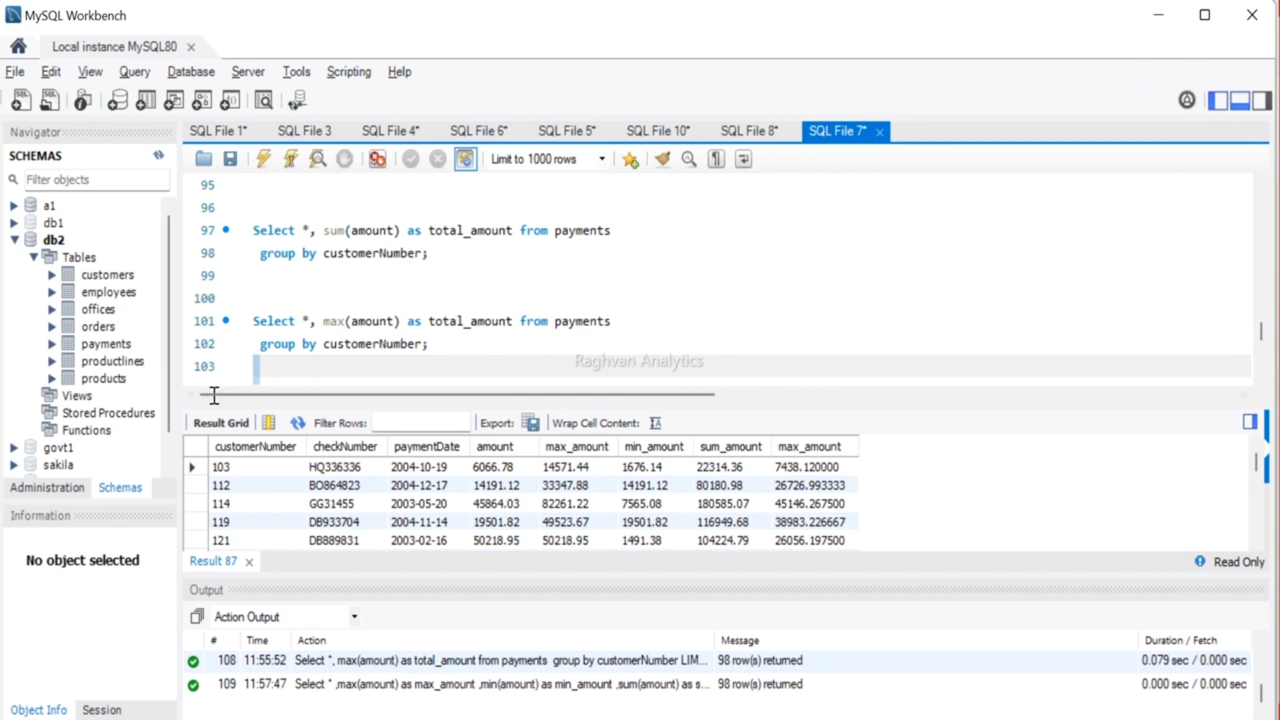 MySQL Workbench
Local instance MySQL80
File Edit View Query Database Server Tools Scripting Help
Navigator
SCHEMAS
Filter objects
a1
db1
db2
Tables
customers
employees
offices
orders
payments
productlines
products
Views
Stored Procedures
Functions
govt1
sakila
Administration Schemas
Information
No object selected
Object Info Session
SQL File 1* SQL File 3 SQL File 4* SQL File 6* SQL File 5* SQL File 10* SQL File 8* SQL File 7*
Limit to 1000 rows
95
96
97 Select *, sum(amount) as total_amount from payments
98 group by customerNumber;
99
100
101 Select *, max(amount) as total_amount from payments
102 group by customerNumber;
103
Raghvan Analytics
Result Grid Filter Rows: Export: Wrap Cell Content:
customerNumber checkNumber paymentDate amount max_amount min_amount sum_amount max_amount
103 HQ336336 2004-10-19 6066.78 14571.44 1676.14 22314.36 7438.120000
112 BO864823 2004-12-17 14191.12 33347.88 14191.12 80180.98 26726.993333
114 GG31455 2003-05-20 45864.03 82261.22 7565.08 180585.07 45146.267500
119 DB933704 2004-11-14 19501.82 49523.67 19501.82 116949.68 38983.226667
121 DB889831 2003-02-16 50218.95 50218.95 1491.38 104224.79 26056.197500
Result 87 Read Only
Output
Action Output
# Time Action Message Duration / Fetch
108 11:55:52 Select *, max(amount) as total_amount from payments group by customerNumber LIM... 98 row(s) returned 0.079 sec / 0.000 sec
109 11:57:47 Select * ,max(amount) as max_amount ,min(amount) as min_amount ,sum(amount) as s... 98 row(s) returned 0.000 sec / 0.000 sec